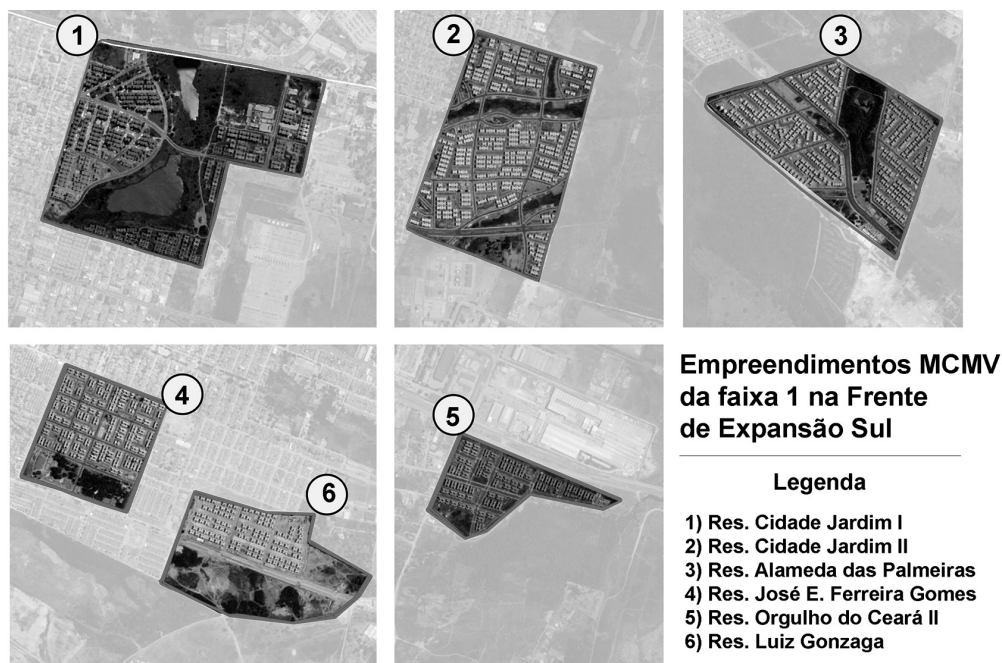 1
2
3
4
6
5
Empreendimentos MCMV
da faixa 1 na Frente
de Expansão Sul
Legenda
1) Res. Cidade Jardim I
2) Res. Cidade Jardim II
3) Res. Alameda das Palmeiras
4) Res. José E. Ferreira Gomes
5) Res. Orgulho do Ceará II
6) Res. Luiz Gonzaga